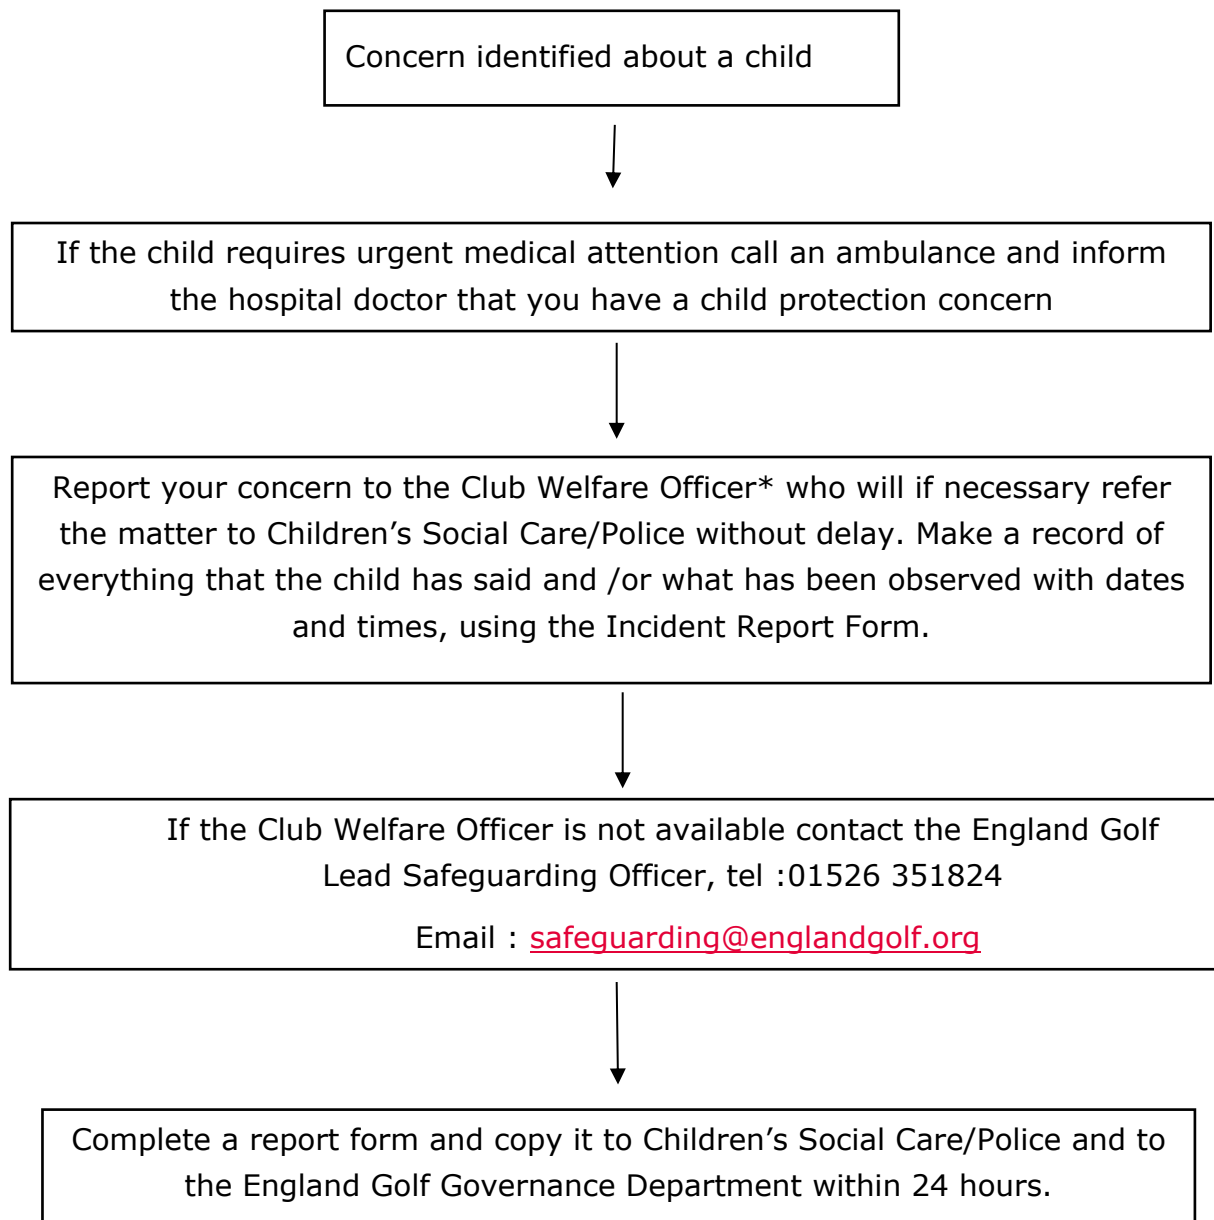 Concern identified about a child
If the child requires urgent medical attention call an ambulance and inform
the hospital doctor that you have a child protection concern
Report your concern to the Club Welfare Officer* who will if necessary refer
the matter to Children’s Social Care/Police without delay. Make a record of
everything that the child has said and /or what has been observed with dates
and times, using the Incident Report Form.
If the Club Welfare Officer is not available contact the England Golf
Lead Safeguarding Officer, tel :01526 351824
Email : safeguarding@englandgolf.org
Complete a report form and copy it to Children’s Social Care/Police and to
the England Golf Governance Department within 24 hours.